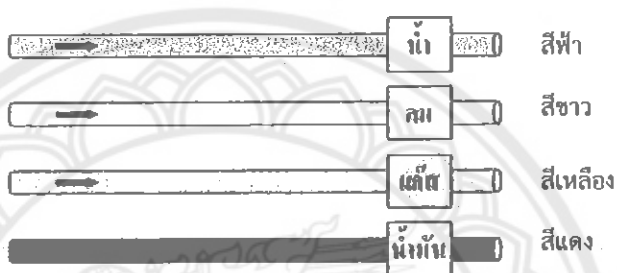 น้ำ สีฟ้า
ลม สีขาว
แก๊ส สีเหลือง
น้ำมัน สีแดง